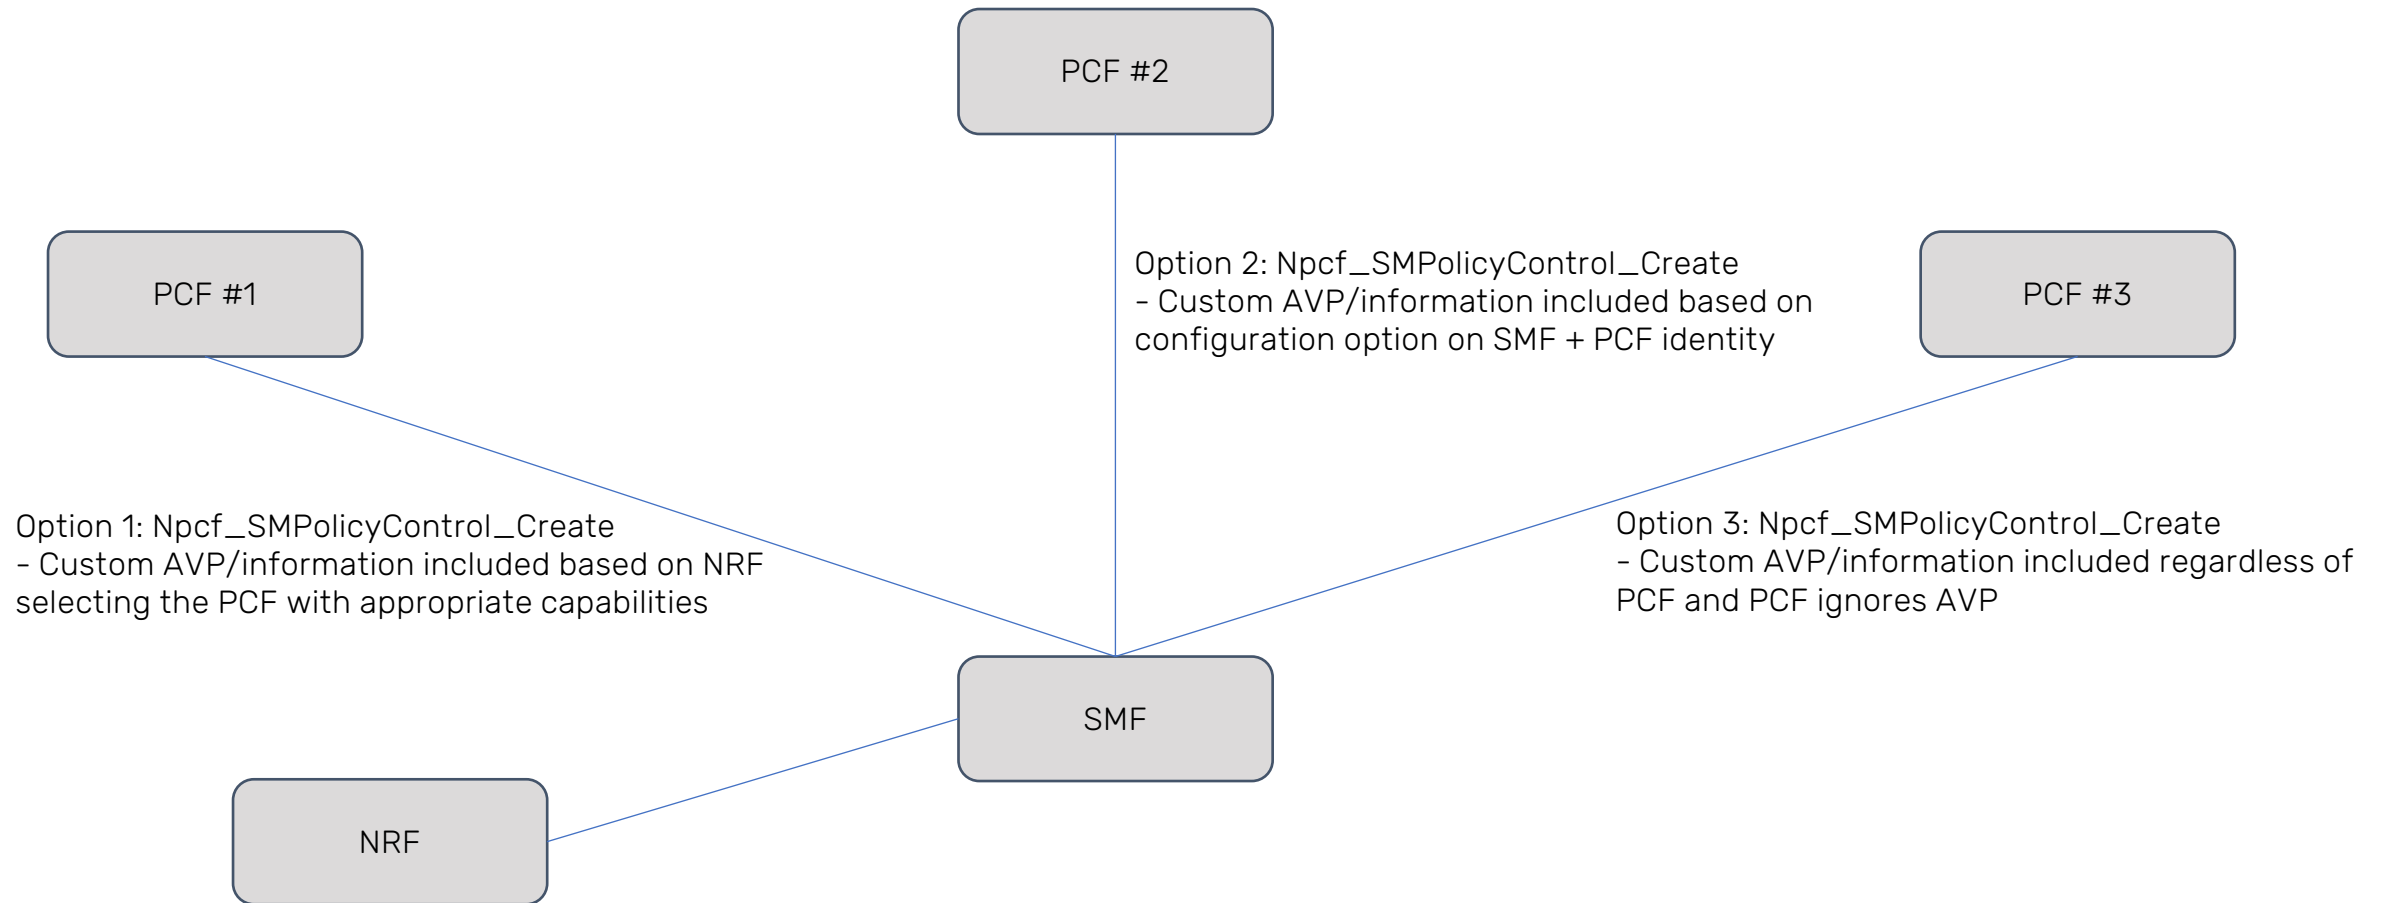 PCF #2
PCF #1
Option 2: Npcf_SMPolicyControl_Create
- Custom AVP/information included based on
configuration option on SMF + PCF identity
PCF #3
Option 1: Npcf_SMPolicyControl_Create
- Custom AVP/information included based on NRF
selecting the PCF with appropriate capabilities
Option 3: Npcf_SMPolicyControl_Create
- Custom AVP/information included regardless of
PCF and PCF ignores AVP
SMF
NRF